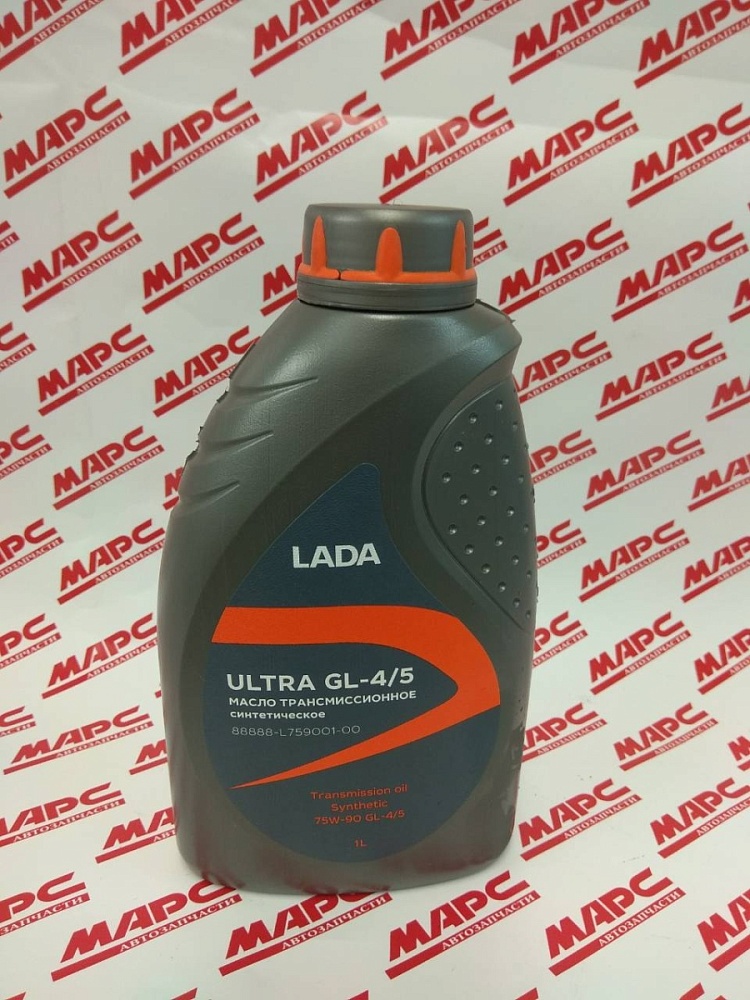 МАРС
АВТОЗАПЧАСТИ
LADA
ULTRA GL-4/5
МАСЛО ТРАНСМИССИОННОЕ
синтетическое
88888-L759001-00
Transmission oil
Synthetic
75W-90 GL-4/5
1L